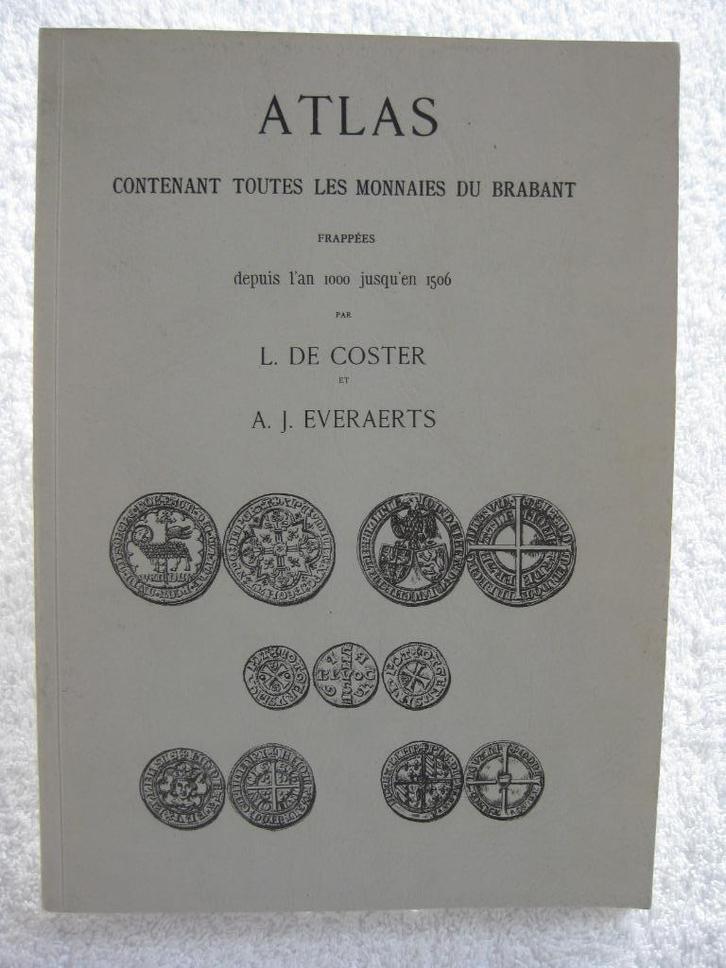 ATLAS
CONTENANT TOUTES LES MONNAIES DU BRABANT
FRAPPÉES
depuis l'an 1000 jusqu'en 1506
PAR
L. DE COSTER
ET
A. J. EVERAERTS